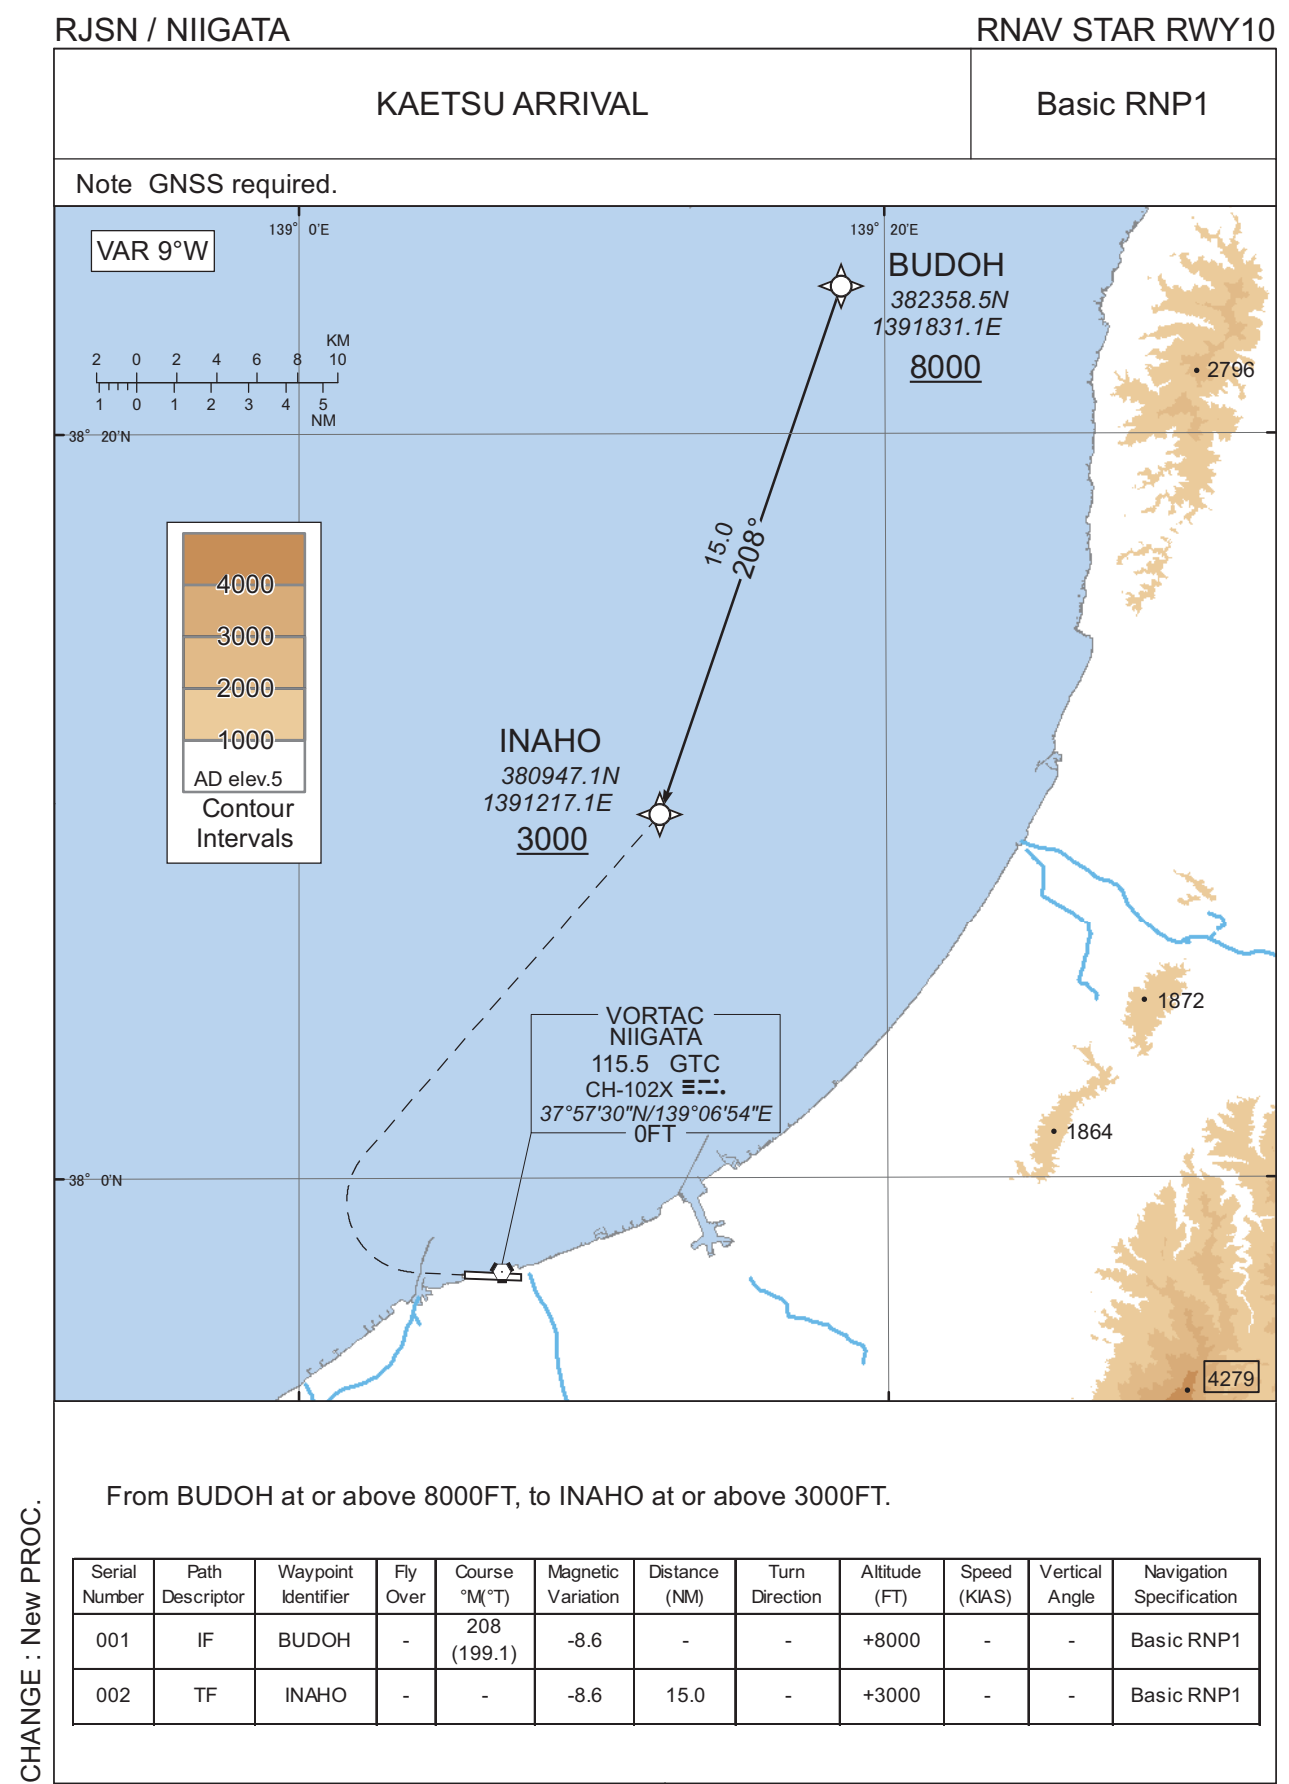 RJSN / NIIGATA
RNAV STAR RWY10
KAETSU ARRIVAL
Basic RNP1
Note GNSS required.
139° 0'E
139° 20'E
VAR 9°W
BUDOH
382358.5N
1391831.1E
8000
KM
2 0 2 4 6 8 10
1 0 1 2 3 4 5
NM
2796
38° 20'N
15.0
208°
4000
3000
2000
1000
AD elev.5
Contour
Intervals
INAHO
380947.1N
1391217.1E
3000
VORTAC
NIIGATA
115.5 GTC
CH-102X
37°57'30"N/139°06'54"E
0FT
1872
1864
38° 0'N
4279
From BUDOH at or above 8000FT, to INAHO at or above 3000FT.
Serial Number Path Descriptor Waypoint Identifier Fly Over Course °M(°T) Magnetic Variation Distance (NM) Turn Direction Altitude (FT) Speed (KIAS) Vertical Angle Navigation Specification
001 IF BUDOH - 208 (199.1) -8.6 - - +8000 - - Basic RNP1
002 TF INAHO - - -8.6 15.0 - +3000 - - Basic RNP1
CHANGE : New PROC.